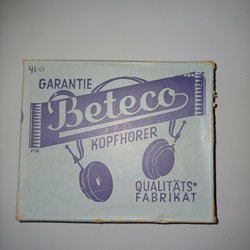 GARANTIE
Beteco
KOPFHÖRER
QUALITÄTS-
FABRIKAT